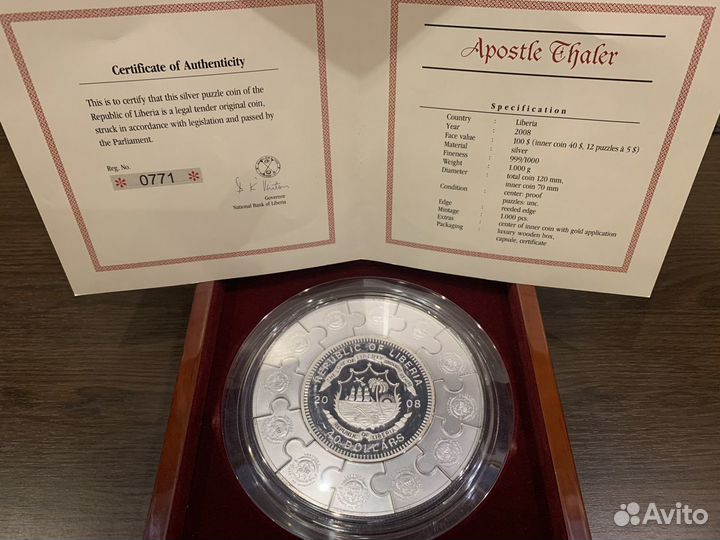 Certificate of Authenticity
This is to certify that this silver puzzle coin of the
Republic of Liberia is a legal tender original coin,
struck in accordance with legislation and passed by
the Parliament.
Reg. No.
* 0771 *
Governor
National Bank of Liberia
Apostle Thaler
Specification
Country : Liberia
Year : 2008
Face value : 100 $ (inner coin 40 $, 12 puzzles à 5 $)
Material : silver
Fineness : 999/1000
Weight : 1.000 g
Diameter : total coin 120 mm.
inner coin 70 mm
Condition : center: proof
puzzles: unc.
Edge : reeded edge
Mintage : 1.000 pcs.
Extras : center of inner coin with gold application
Packaging : luxury wooden box,
capsule, certificate
REPUBLIC OF LIBERIA
20 08
REPUBLIC OF LIBERIA
40 DOLLARS
Avito